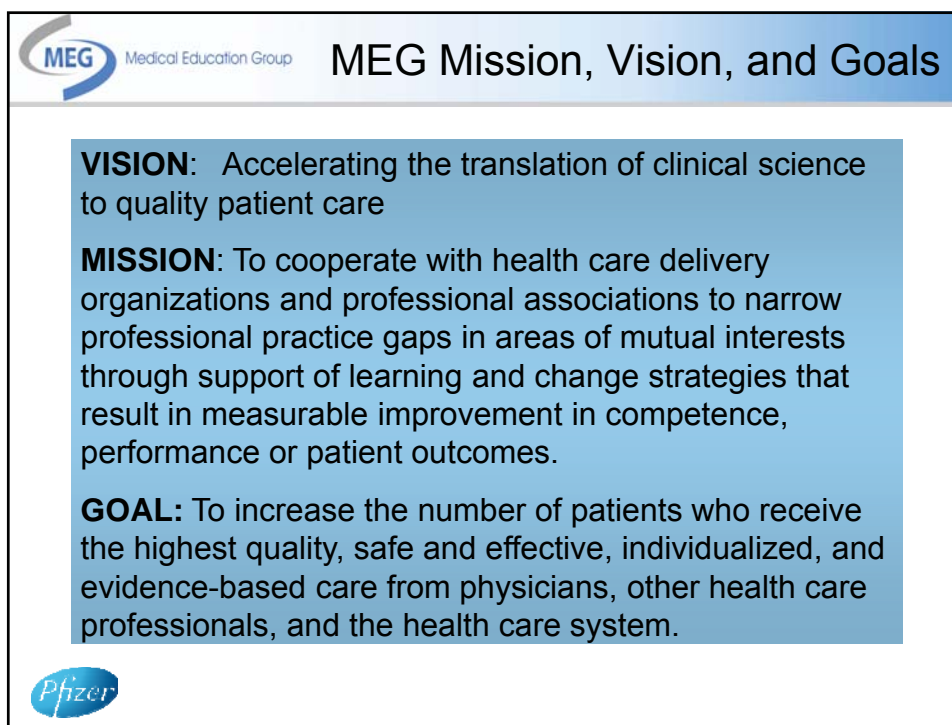 MEG Medical Education Group MEG Mission, Vision, and Goals
VISION: Accelerating the translation of clinical science
to quality patient care
MISSION: To cooperate with health care delivery
organizations and professional associations to narrow
professional practice gaps in areas of mutual interests
through support of learning and change strategies that
result in measurable improvement in competence,
performance or patient outcomes.
GOAL: To increase the number of patients who receive
the highest quality, safe and effective, individualized, and
evidence-based care from physicians, other health care
professionals, and the health care system.
Pfizer